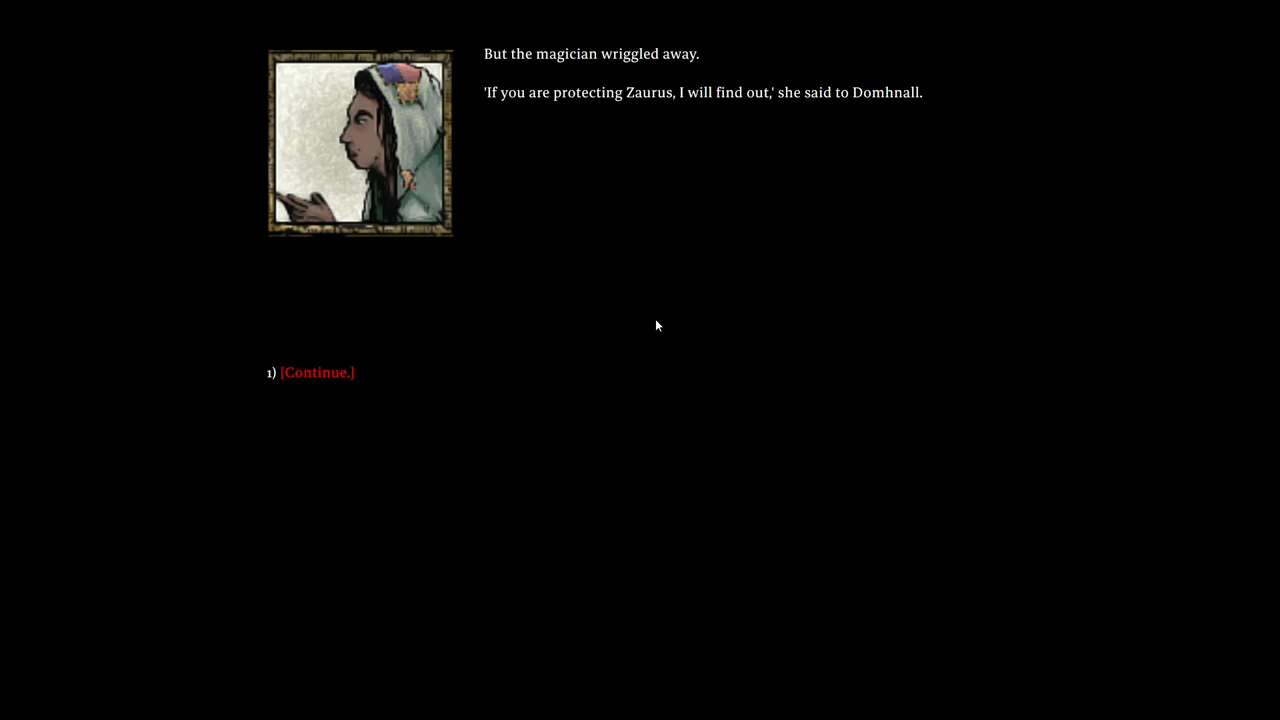 But the magician wriggled away.
'If you are protecting Zaurus, I will find out,' she said to Domhnall.
1) [Continue.]